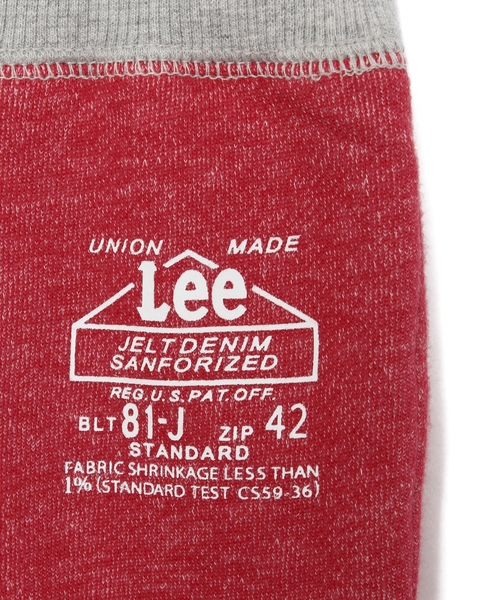 UNION MADE
Lee
JELT DENIM
SANFORIZED
REG. U.S. PAT. OFF.
BLT 81-J ZIP 42
STANDARD
FABRIC SHRINKAGE LESS THAN
1% (STANDARD TEST CS59-36)